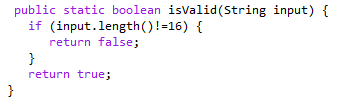 public static boolean isValid(String input) {
if (input.length()!=16) {
return false;
}
return true;
}